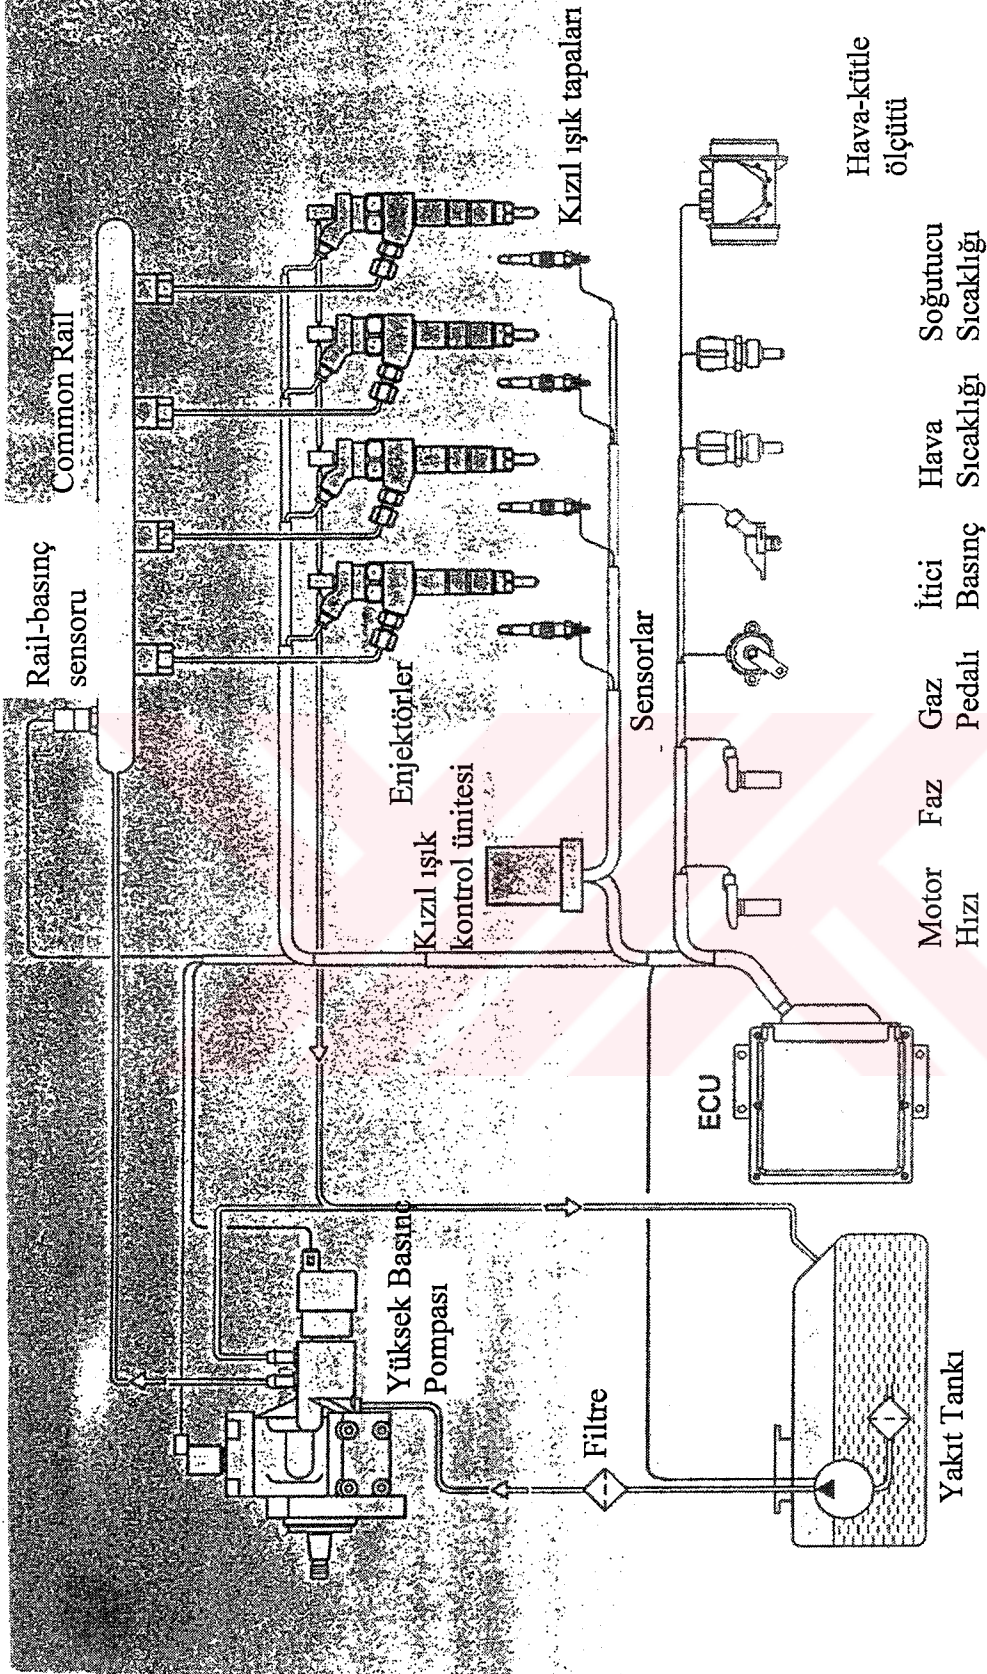 Rail-basınç
sensoru
Common Rail
Enjektörler
Kızıl ışık tapaları
Kızıl ışık
kontrol ünitesi
Yüksek Basınç
Pompası
Filtre
Yakıt Tankı
ECU
Sensorlar
Motor
Hızı
Faz
Gaz
Pedalı
İtici
Basınç
Hava
Sıcaklığı
Soğutucu
Sıcaklığı
Hava-kütle
ölçütü